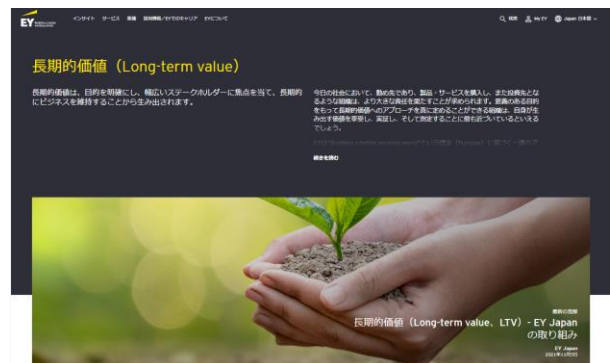 EY
インサイト サービス 業種 採用情報／EYでのキャリア EYについて
検索 My EY Japan 日本語
長期的価値（Long-term value）
長期的価値は、目的を明確にし、幅広いステークホルダーに焦点を当て、長期的
にビジネスを維持することから生み出されます。
今日の社会において、勤め先であり、製品・サービスを購入し、また投資先とな
るような組織は、より大きな責任を果たすことが求められます。意義のある目的
をもって長期的価値へのアプローチを真に定めることができる組織は、自身が生
み出す価値を享受し、実証し、そして測定することに最も近づいているといえる
でしょう。
続きを読む
最新の見解
長期的価値（Long-term value、LTV）- EY Japan
の取り組み
EY Japan